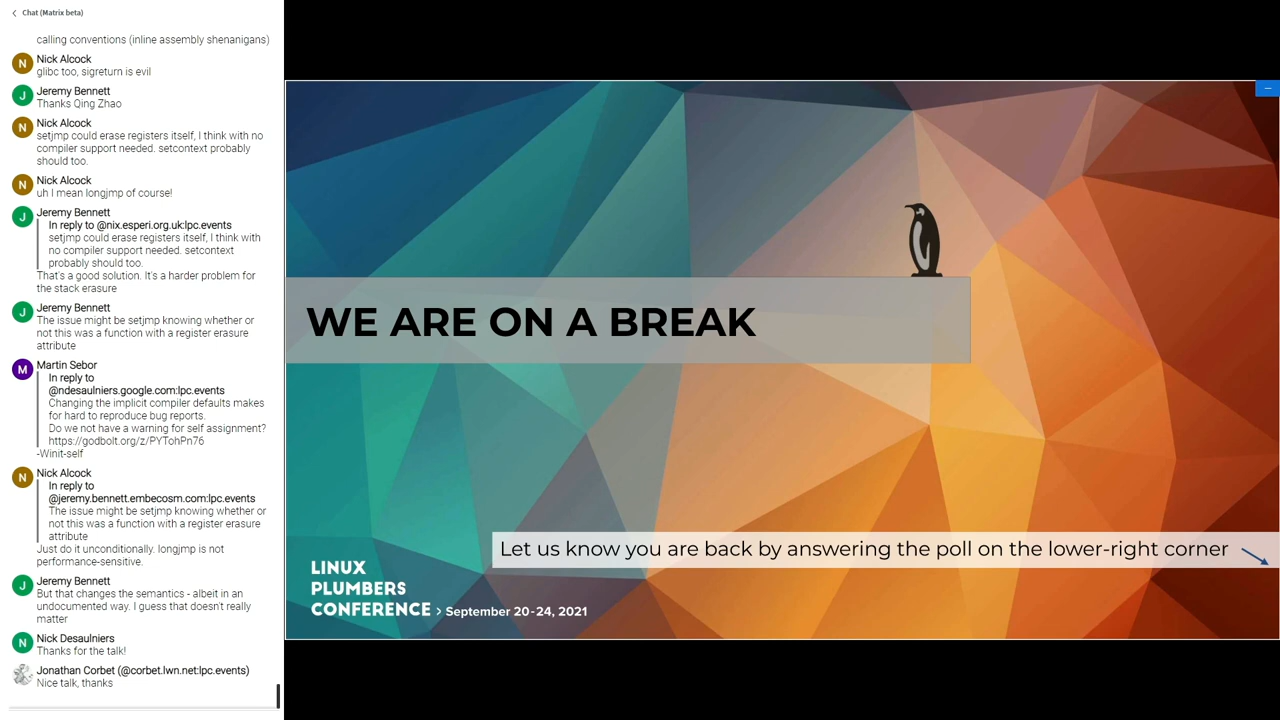 Chat (Matrix beta)
calling conventions (inline assembly shenanigans)
N
Nick Alcock
glibc too, sigreturn is evil
J
Jeremy Bennett
Thanks Qing Zhao
N
Nick Alcock
setjmp could erase registers itself, I think with no
compiler support needed. setcontext probably
should too.
N
Nick Alcock
uh I mean longjmp of course!
J
Jeremy Bennett
In reply to @nix.esperi.org.uk:lpc.events
setjmp could erase registers itself, I think with
no compiler support needed. setcontext
probably should too.
That's a good solution. It's a harder problem for
the stack erasure
J
Jeremy Bennett
The issue might be setjmp knowing whether or
not this was a function with a register erasure
attribute
M
Martin Sebor
In reply to
@ndesaulniers.google.com:lpc.events
Changing the implicit compiler defaults makes
for hard to reproduce bug reports.
Do we not have a warning for self assignment?
https://godbolt.org/z/PYTohPn76
-Winit-self
N
Nick Alcock
In reply to
@jeremy.bennett.embecosm.com:lpc.events
The issue might be setjmp knowing whether or
not this was a function with a register erasure
attribute
Just do it unconditionally. longjmp is not
performance-sensitive.
J
Jeremy Bennett
But that changes the semantics - albeit in an
undocumented way. I guess that doesn't really
matter
N
Nick Desaulniers
Thanks for the talk!
Jonathan Corbet (@corbet.lwn.net:lpc.events)
Nice talk, thanks
WE ARE ON A BREAK
Let us know you are back by answering the poll on the lower-right corner
LINUX
PLUMBERS
CONFERENCE > September 20-24, 2021